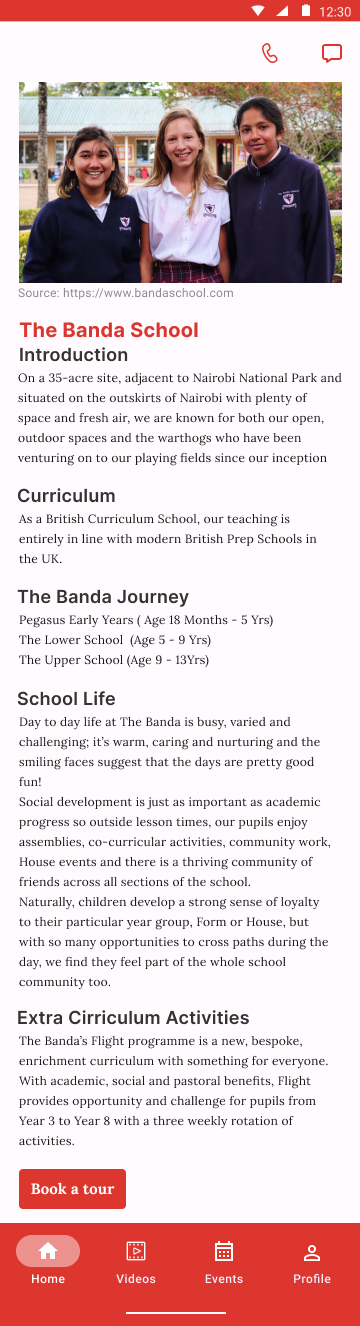 12:30
Source: https://www.bandaschool.com
The Banda School
Introduction
On a 35-acre site, adjacent to Nairobi National Park and
situated on the outskirts of Nairobi with plenty of
space and fresh air, we are known for both our open,
outdoor spaces and the warthogs who have been
venturing on to our playing fields since our inception
Curriculum
As a British Curriculum School, our teaching is
entirely in line with modern British Prep Schools in
the UK.
The Banda Journey
Pegasus Early Years ( Age 18 Months - 5 Yrs)
The Lower School (Age 5 - 9 Yrs)
The Upper School (Age 9 - 13Yrs)
School Life
Day to day life at The Banda is busy, varied and
challenging; it’s warm, caring and nurturing and the
smiling faces suggest that the days are pretty good
fun!
Social development is just as important as academic
progress so outside lesson times, our pupils enjoy
assemblies, co-curricular activities, community work,
House events and there is a thriving community of
friends across all sections of the school.
Naturally, children develop a strong sense of loyalty
to their particular year group, Form or House, but
with so many opportunities to cross paths during the
day, we find they feel part of the whole school
community too.
Extra Cirriculum Activities
The Banda’s Flight programme is a new, bespoke,
enrichment curriculum with something for everyone.
With academic, social and pastoral benefits, Flight
provides opportunity and challenge for pupils from
Year 3 to Year 8 with a three weekly rotation of
activities.
Book a tour
Home Videos Events Profile